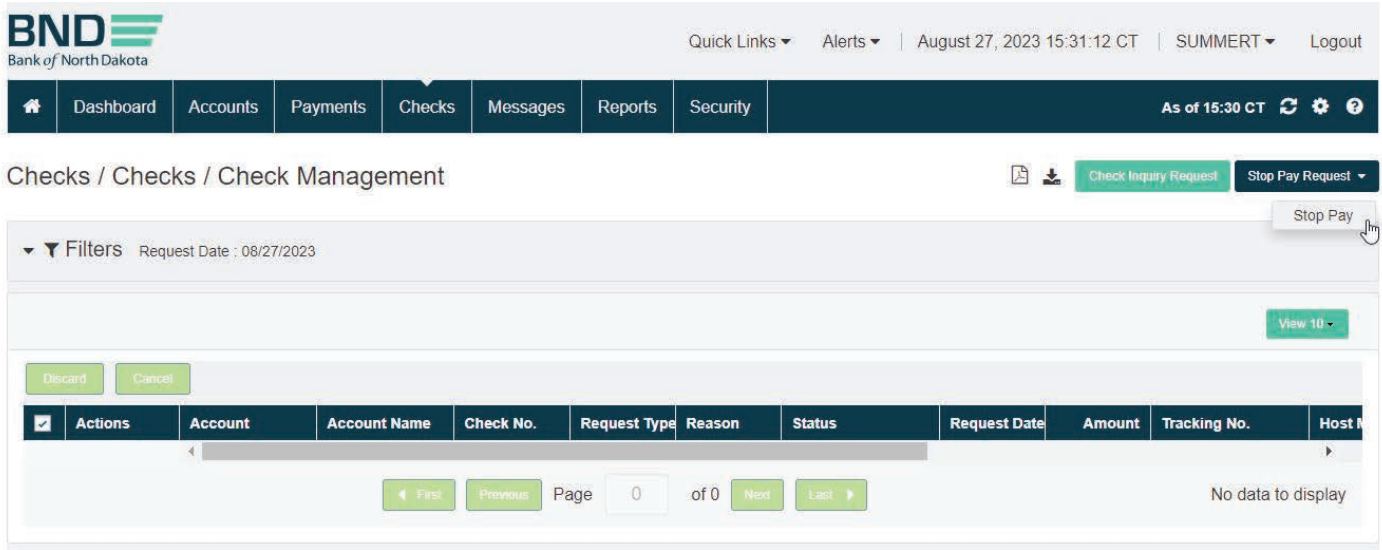 BND
Bank of North Dakota
Quick Links Alerts | August 27, 2023 15:31:12 CT | SUMMERT Logout
Dashboard Accounts Payments Checks Messages Reports Security As of 15:30 CT
Checks / Checks / Check Management Check Inquiry Request Stop Pay Request
Stop Pay
Filters Request Date : 08/27/2023
View 10
Discard Cancel
Actions Account Account Name Check No. Request Type Reason Status Request Date Amount Tracking No. Host M
First Previous Page 0 of 0 Next Last No data to display